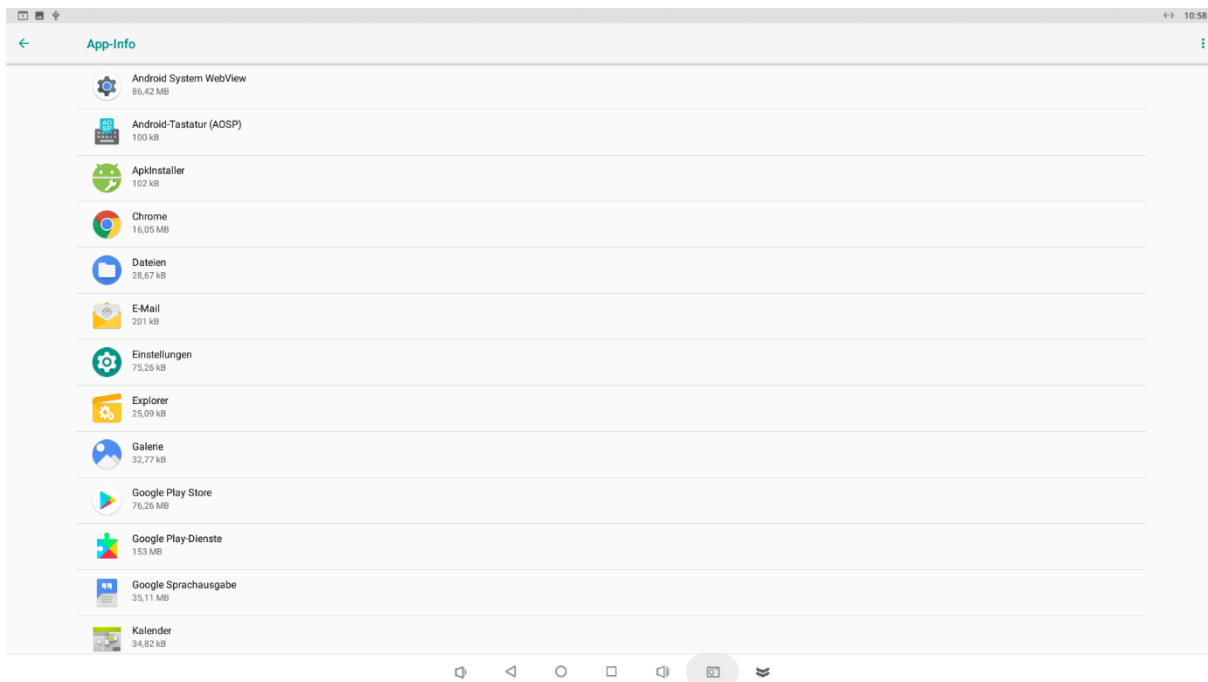 10:58
App-Info
Android System WebView
86,42 MB
Android-Tastatur (AOSP)
100 kB
ApkInstaller
102 kB
Chrome
16,05 MB
Dateien
28,67 kB
E-Mail
201 kB
Einstellungen
75,26 kB
Explorer
25,09 kB
Galerie
32,77 kB
Google Play Store
76,26 MB
Google Play-Dienste
153 MB
Google Sprachausgabe
35,11 MB
Kalender
34,82 kB